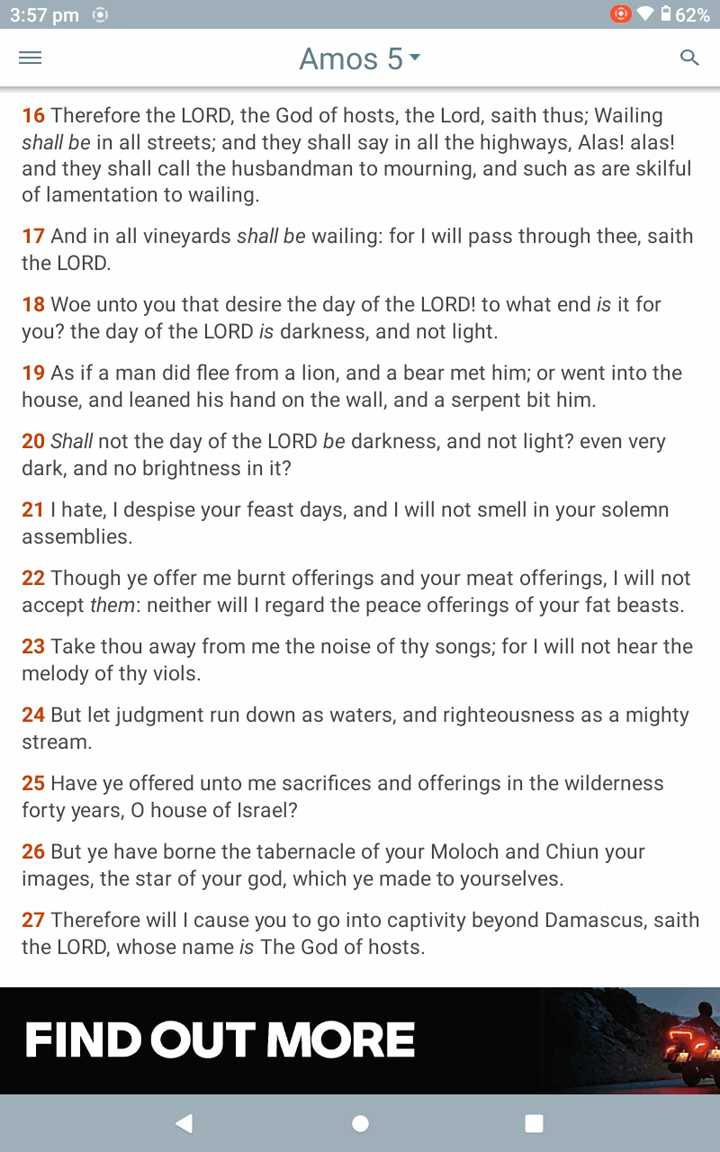 3:57 pm
62%
Amos 5
16 Therefore the LORD, the God of hosts, the Lord, saith thus; Wailing
shall be in all streets; and they shall say in all the highways, Alas! alas!
and they shall call the husbandman to mourning, and such as are skilful
of lamentation to wailing.
17 And in all vineyards shall be wailing: for I will pass through thee, saith
the LORD.
18 Woe unto you that desire the day of the LORD! to what end is it for
you? the day of the LORD is darkness, and not light.
19 As if a man did flee from a lion, and a bear met him; or went into the
house, and leaned his hand on the wall, and a serpent bit him.
20 Shall not the day of the LORD be darkness, and not light? even very
dark, and no brightness in it?
21 I hate, I despise your feast days, and I will not smell in your solemn
assemblies.
22 Though ye offer me burnt offerings and your meat offerings, I will not
accept them: neither will I regard the peace offerings of your fat beasts.
23 Take thou away from me the noise of thy songs; for I will not hear the
melody of thy viols.
24 But let judgment run down as waters, and righteousness as a mighty
stream.
25 Have ye offered unto me sacrifices and offerings in the wilderness
forty years, O house of Israel?
26 But ye have borne the tabernacle of your Moloch and Chiun your
images, the star of your god, which ye made to yourselves.
27 Therefore will I cause you to go into captivity beyond Damascus, saith
the LORD, whose name is The God of hosts.
FIND OUT MORE